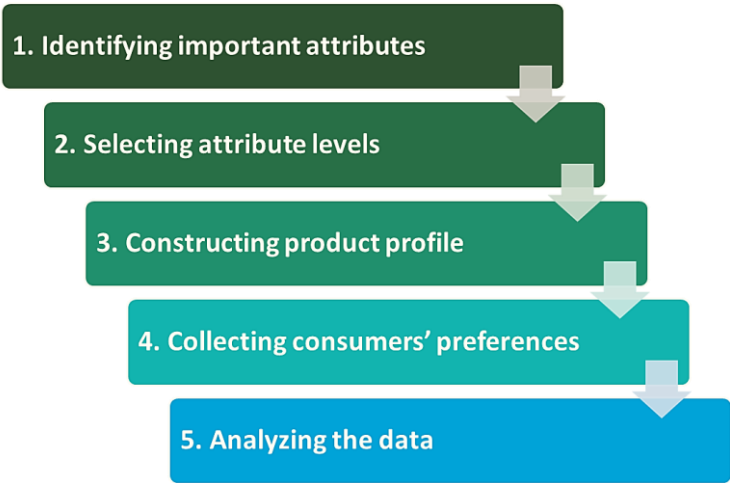 1. Identifying important attributes
2. Selecting attribute levels
3. Constructing product profile
4. Collecting consumers’ preferences
5. Analyzing the data